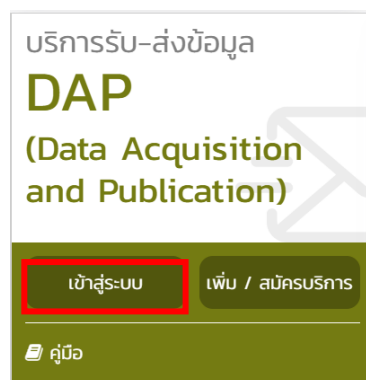 บริการรับ-ส่งข้อมูล
DAP
(Data Acquisition
and Publication)
เข้าสู่ระบบ
เพิ่ม / สมัครบริการ
คู่มือ